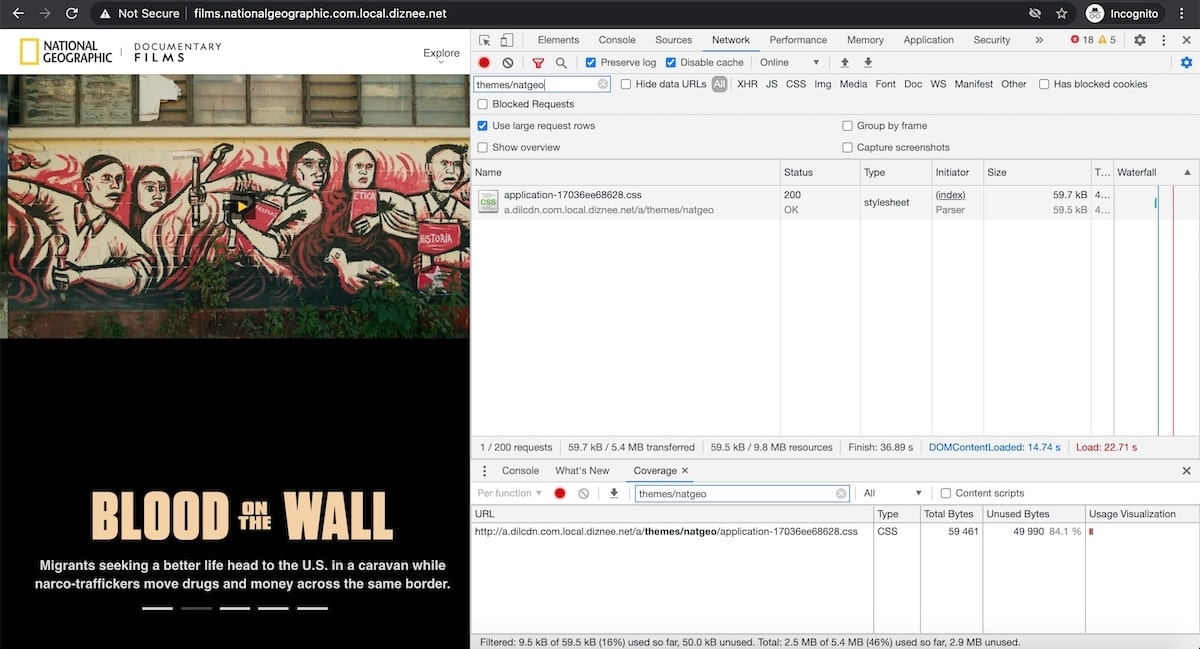 Not Secure | films.nationalgeographic.com.local.diznee.net
Incognito
NATIONAL GEOGRAPHIC
DOCUMENTARY FILMS
Explore
ETICA
HISTORIA
BLOOD ON THE WALL
Migrants seeking a better life head to the U.S. in a caravan while
narco-traffickers move drugs and money across the same border.
Elements Console Sources Network Performance Memory Application Security » 18 5
Preserve log Disable cache Online
themes/natgeo Hide data URLs All XHR JS CSS Img Media Font Doc WS Manifest Other Has blocked cookies
Blocked Requests
Use large request rows Group by frame
Show overview Capture screenshots
Name Status Type Initiator Size T... Waterfall
CSS application-17036ee68628.css 200 stylesheet (index) 59.7 kB 4...
a.dilcdn.com.local.diznee.net/a/themes/natgeo OK Parser 59.5 kB 4...
1 / 200 requests 59.7 kB / 5.4 MB transferred 59.5 kB / 9.8 MB resources Finish: 36.89 s DOMContentLoaded: 14.74 s Load: 22.71 s
Console What's New Coverage ×
Per function themes/natgeo All Content scripts
URL Type Total Bytes Unused Bytes Usage Visualization
http://a.dilcdn.com.local.diznee.net/a/themes/natgeo/application-17036ee68628.css CSS 59 461 49 990 84.1 %
Filtered: 9.5 kB of 59.5 kB (16%) used so far, 50.0 kB unused. Total: 2.5 MB of 5.4 MB (46%) used so far, 2.9 MB unused.